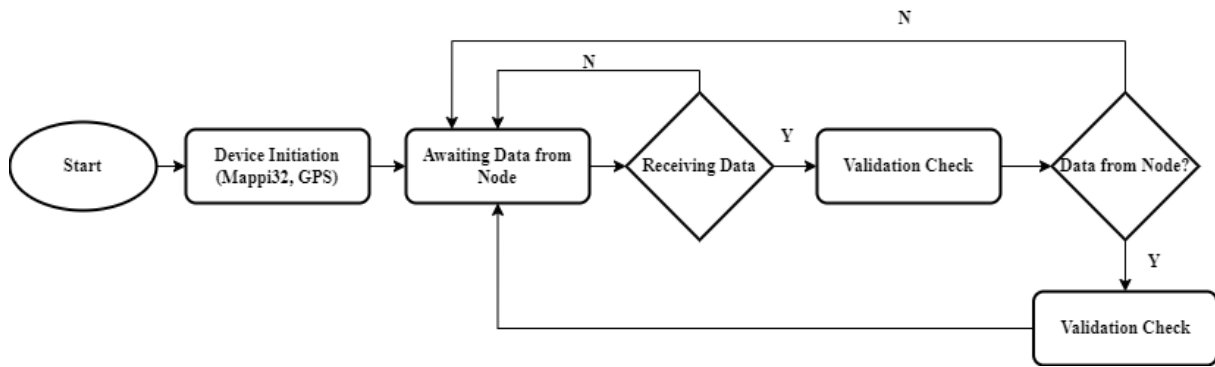 N
N
Start
Device Initiation
(Mappi32, GPS)
Awaiting Data from
Node
Receiving Data
Y
Validation Check
Data from Node?
Y
Validation Check